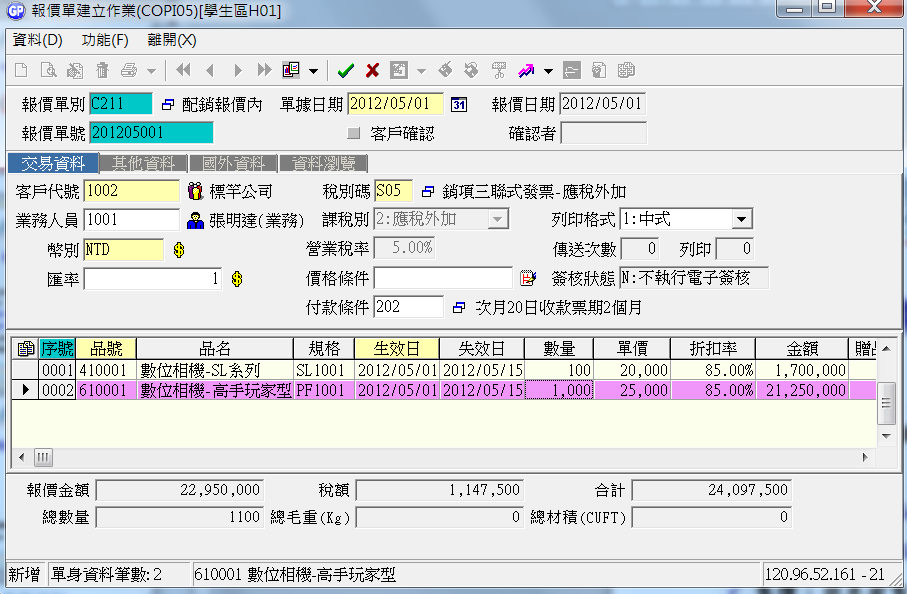 報價單建立作業(COPI05)[學生區H01]
資料(D) 功能(F) 離開(X)
報價單別 C211 配銷報價內 單據日期 2012/05/01 31 報價日期 2012/05/01
報價單號 201205001 客戶確認 確認者
交易資料 其他資料 國外資料 資料瀏覽
客戶代號 1002 標竿公司 稅別碼 S05 銷項三聯式發票-應稅外加
業務人員 1001 張明達(業務) 課稅別 2:應稅外加 列印格式 1:中式
幣別 NTD 營業稅率 5.00% 傳送次數 0 列印 0
匯率 1 價格條件 簽核狀態 N:不執行電子簽核
付款條件 202 次月20日收款票期2個月
序號 品號 品名 規格 生效日 失效日 數量 單價 折扣率 金額 贈品
0001 410001 數位相機-SL系列 SL1001 2012/05/01 2012/05/15 100 20,000 85.00% 1,700,000
0002 610001 數位相機-高手玩家型 PF1001 2012/05/01 2012/05/15 1,000 25,000 85.00% 21,250,000
報價金額 22,950,000 稅額 1,147,500 合計 24,097,500
總數量 1100 總毛重(Kg) 0 總材積(CUFT) 0
新增 單身資料筆數: 2 610001 數位相機-高手玩家型 120.96.52.161 - 21